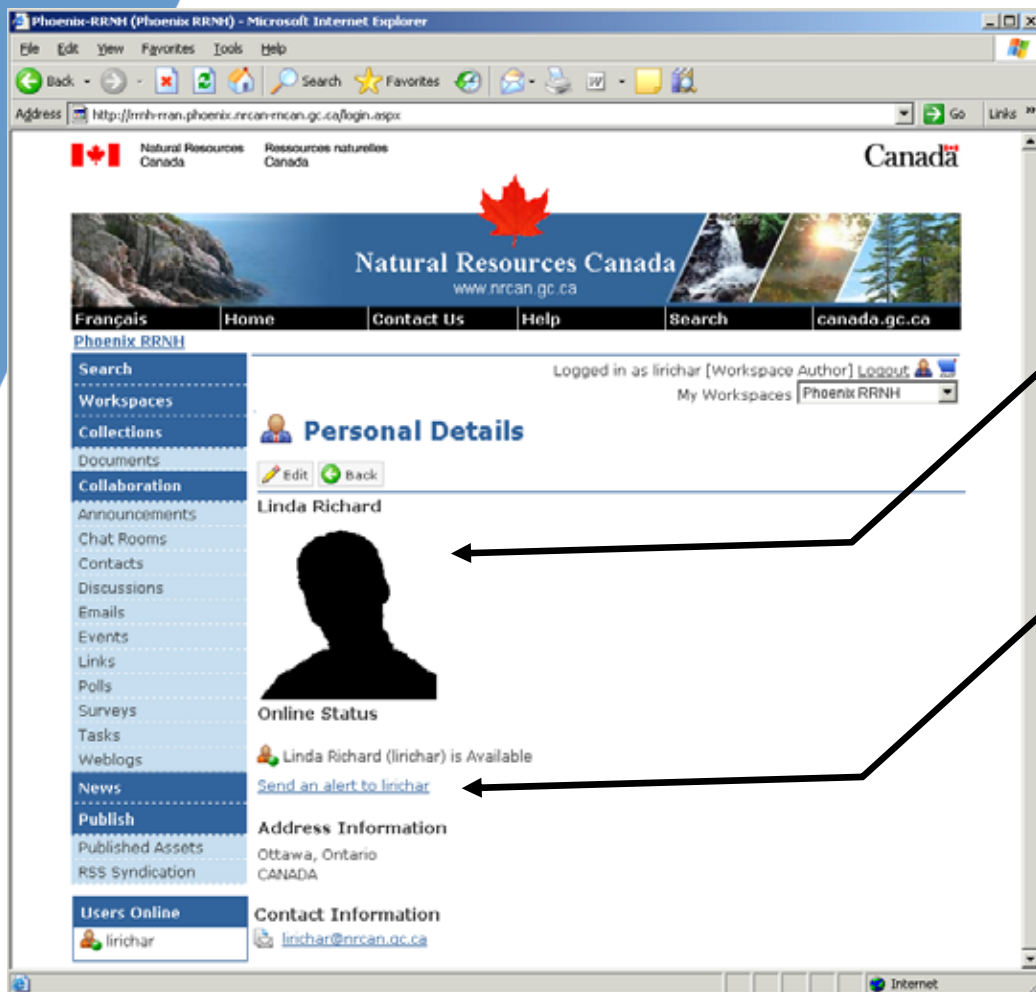 Phoenix-RRNH (Phoenix RRNH) - Microsoft Internet Explorer
File Edit View Favorites Tools Help
Back Search Favorites
Address http://rrnh-rran.phoenix.nrcan-rncan.gc.ca/login.aspx Go Links
Natural Resources Canada Ressources naturelles Canada Canada
Natural Resources Canada
www.nrcan.gc.ca
Français Home Contact Us Help Search canada.gc.ca
Phoenix RRNH
Search
Workspaces
Collections
Documents
Collaboration
Announcements
Chat Rooms
Contacts
Discussions
Emails
Events
Links
Polls
Surveys
Tasks
Weblogs
News
Publish
Published Assets
RSS Syndication
Users Online
lirichar
Logged in as lirichar [Workspace Author] Logout
My Workspaces Phoenix RRNH
Personal Details
Edit Back
Linda Richard
Online Status
Linda Richard (lirichar) is Available
Send an alert to lirichar
Address Information
Ottawa, Ontario
CANADA
Contact Information
lirichar@nrcan.gc.ca
Internet